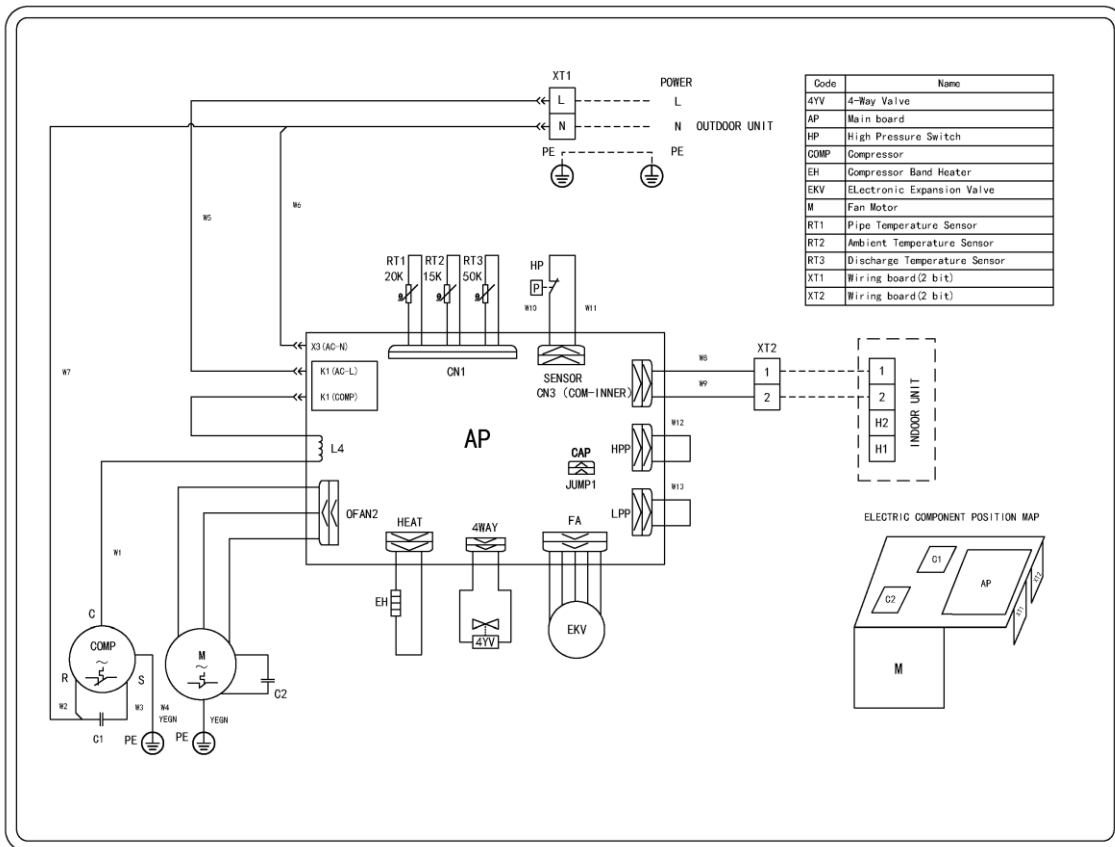 XT1
POWER
L
L
N
N
OUTDOOR UNIT
PE
PE
Code Name
4YV 4-Way Valve
AP Main board
HP High Pressure Switch
COMP Compressor
EH Compressor Band Heater
EKV ELectronic Expansion Valve
M Fan Motor
RT1 Pipe Temperature Sensor
RT2 Ambient Temperature Sensor
RT3 Discharge Temperature Sensor
XT1 Wiring board(2 bit)
XT2 Wiring board(2 bit)
W5
W6
W7
RT1 RT2 RT3
20K 15K 50K
HP
P
W10
W11
X3(AC-N)
K1(AC-L)
K1(COMP)
CN1
SENSOR
CN3 (COM-INNER)
W8
W9
XT2
1
2
1
2
H2
H1
INDOOR UNIT
L4
AP
CAP
JUMP1
HPP
W12
LPP
W13
OFAN2
HEAT
4WAY
FA
EH
4YV
EKV
W1
C
COMP
~
R
S
W2
C1
W3
PE
W4
YEGN
M
~
C2
PE
YEGN
ELECTRIC COMPONENT POSITION MAP
C1
C2
AP
XT1
XT2
M